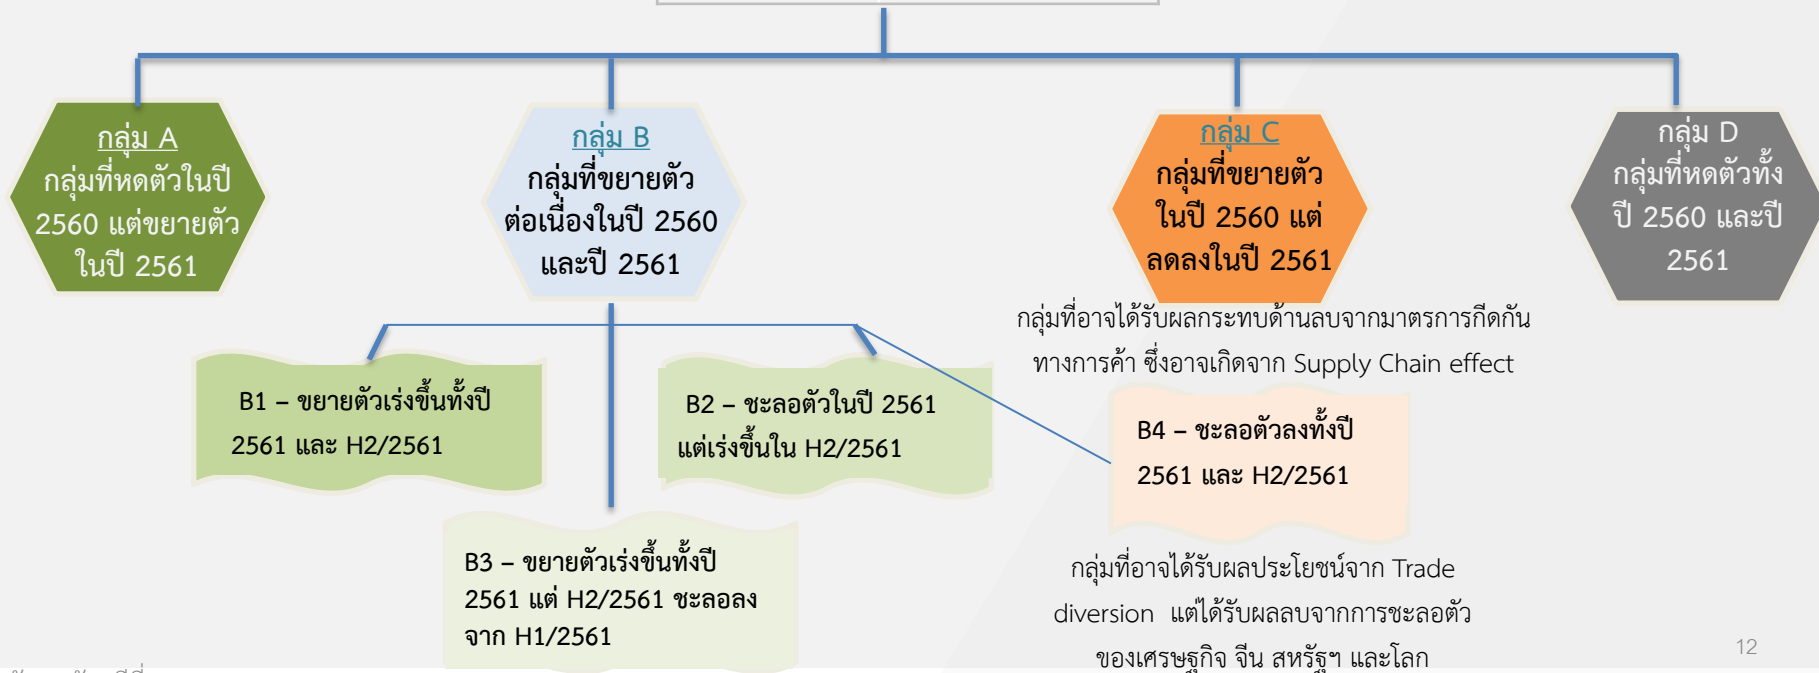 กลุ่ม A
กลุ่มที่หดตัวในปี
2560 แต่ขยายตัว
ในปี 2561
กลุ่ม B
กลุ่มที่ขยายตัว
ต่อเนื่องในปี 2560
และปี 2561
กลุ่ม C
กลุ่มที่ขยายตัว
ในปี 2560 แต่
ลดลงในปี 2561
กลุ่ม D
กลุ่มที่หดตัวทั้ง
ปี 2560 และปี
2561
กลุ่มที่อาจได้รับผลกระทบด้านลบจากมาตรการกีดกัน
ทางการค้า ซึ่งอาจเกิดจาก Supply Chain effect
B1 – ขยายตัวเร่งขึ้นทั้งปี
2561 และ H2/2561
B2 – ชะลอตัวในปี 2561
แต่เร่งขึ้นใน H2/2561
B4 – ชะลอตัวลงทั้งปี
2561 และ H2/2561
B3 – ขยายตัวเร่งขึ้นทั้งปี
2561 แต่ H2/2561 ชะลอลง
จาก H1/2561
กลุ่มที่อาจได้รับผลประโยชน์จาก Trade
diversion แต่ได้รับผลลบจากการชะลอตัว
ของเศรษฐกิจ จีน สหรัฐฯ และโลก
12